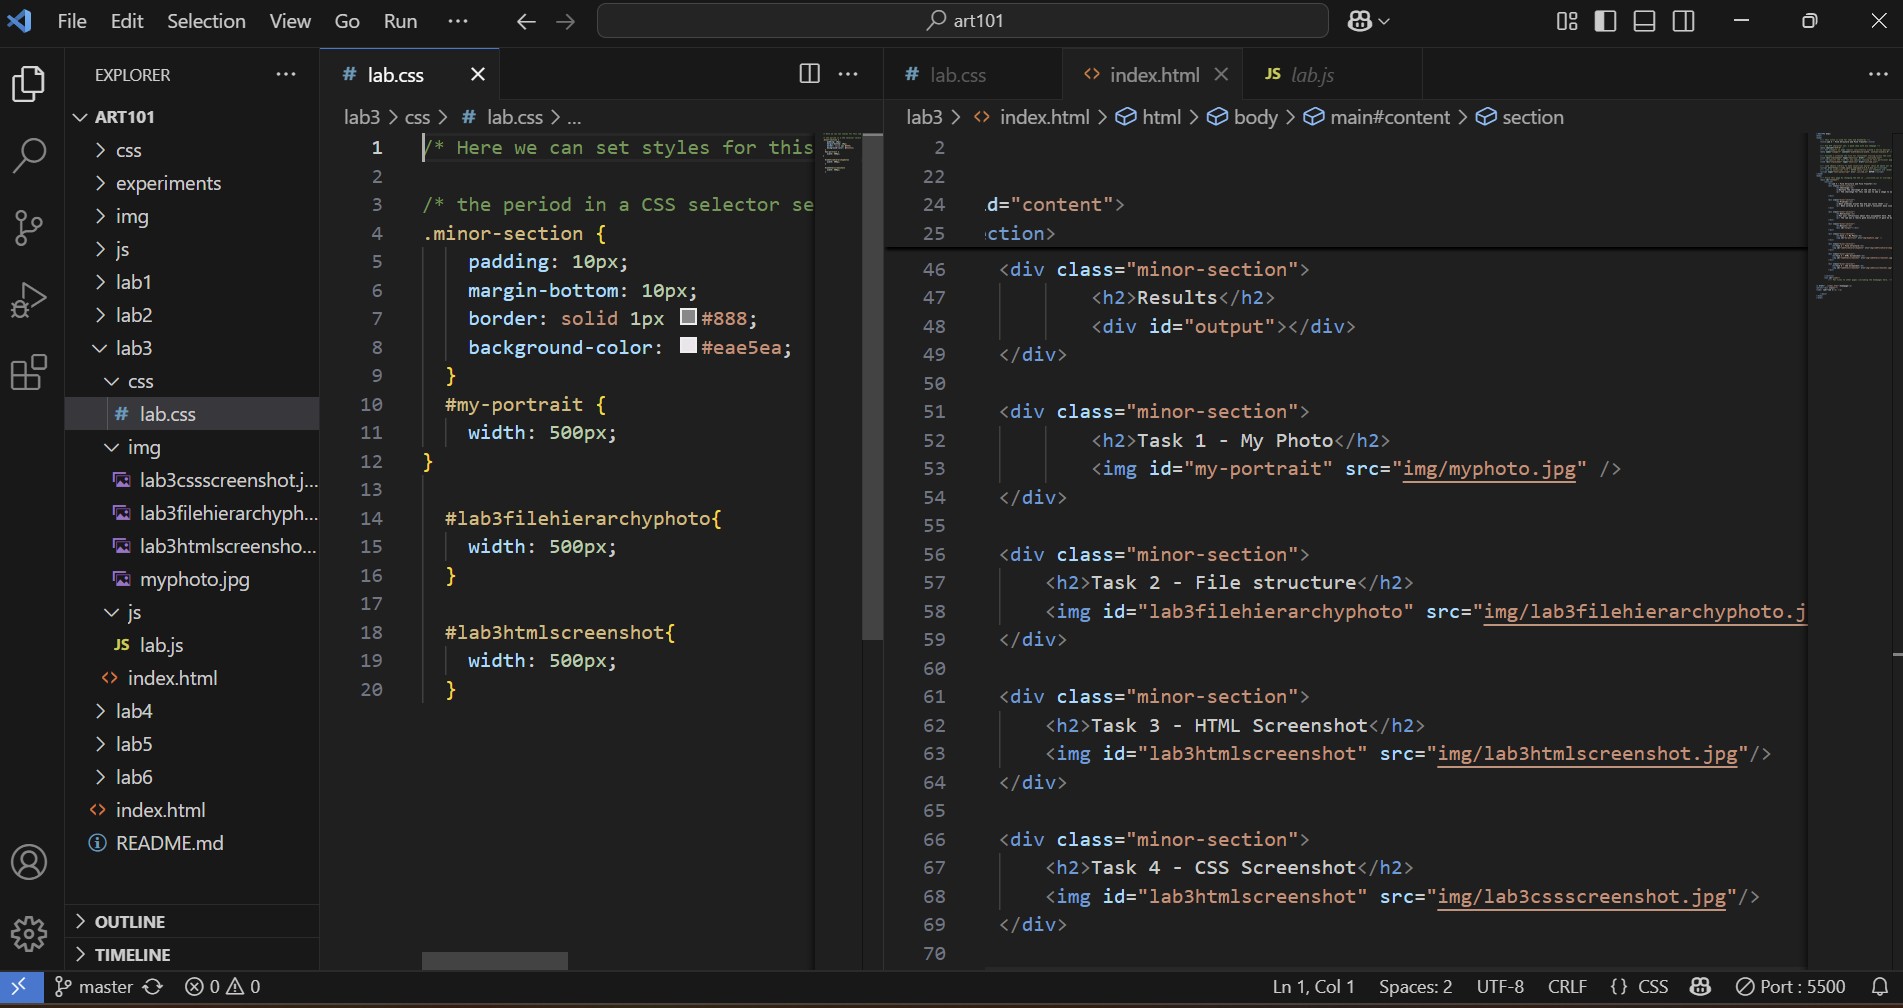 File Edit Selection View Go Run ··· art101
EXPLORER ···
ART101
css
experiments
img
js
lab1
lab2
lab3
css
# lab.css
img
lab3cssscreenshot.j...
lab3filehierarchyph...
lab3htmlscreensho...
myphoto.jpg
js
JS lab.js
<> index.html
lab4
lab5
lab6
<> index.html
README.md
OUTLINE
TIMELINE
# lab.css
lab3 > css > # lab.css > ...
1 /* Here we can set styles for this
2
3 /* the period in a CSS selector se
4 .minor-section {
5 padding: 10px;
6 margin-bottom: 10px;
7 border: solid 1px #888;
8 background-color: #eae5ea;
9 }
10 #my-portrait {
11 width: 500px;
12 }
13
14 #lab3filehierarchyphoto{
15 width: 500px;
16 }
17
18 #lab3htmlscreenshot{
19 width: 500px;
20 }
# lab.css <> index.html JS lab.js
lab3 > <> index.html > html > body > main#content > section
2
22
24 d="content">
25 ction>
46 <div class="minor-section">
47 <h2>Results</h2>
48 <div id="output"></div>
49 </div>
50
51 <div class="minor-section">
52 <h2>Task 1 - My Photo</h2>
53 <img id="my-portrait" src="img/myphoto.jpg" />
54 </div>
55
56 <div class="minor-section">
57 <h2>Task 2 - File structure</h2>
58 <img id="lab3filehierarchyphoto" src="img/lab3filehierarchyphoto.j
59 </div>
60
61 <div class="minor-section">
62 <h2>Task 3 - HTML Screenshot</h2>
63 <img id="lab3htmlscreenshot" src="img/lab3htmlscreenshot.jpg"/>
64 </div>
65
66 <div class="minor-section">
67 <h2>Task 4 - CSS Screenshot</h2>
68 <img id="lab3htmlscreenshot" src="img/lab3cssscreenshot.jpg"/>
69 </div>
70
master 0 0 Ln 1, Col 1 Spaces: 2 UTF-8 CRLF {} CSS Port : 5500